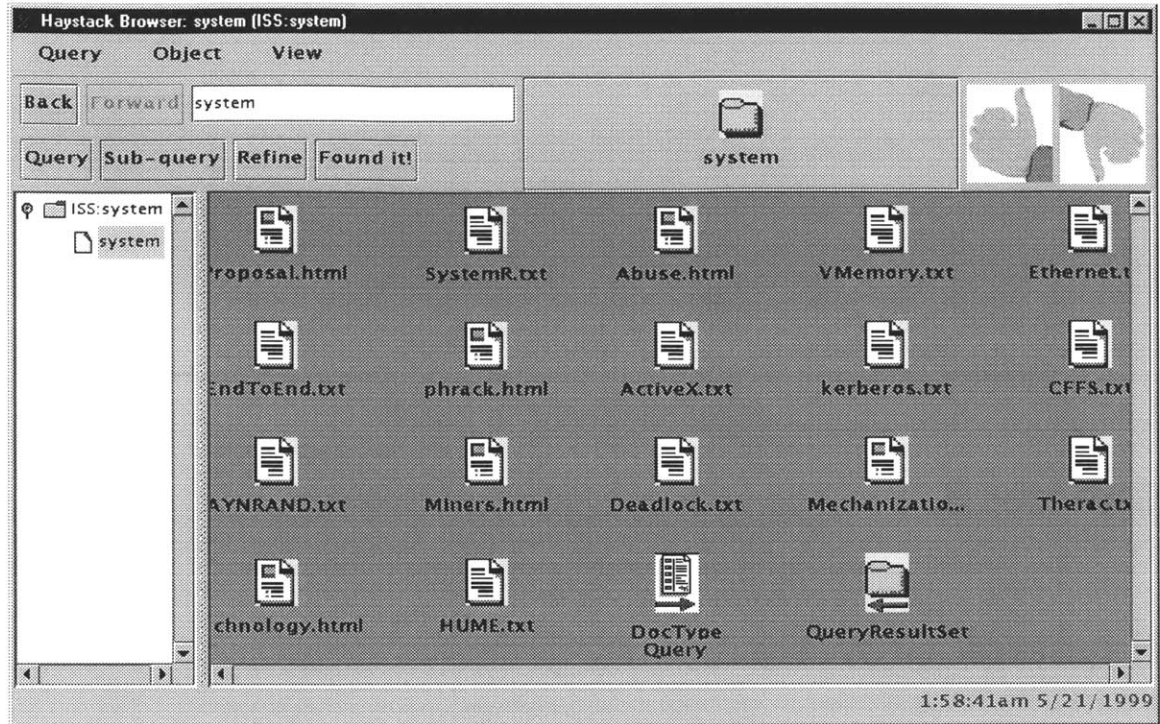 Haystack Browser: system (ISS:system)
Query Object View
Back Forward system
system
Query Sub-query Refine Found it!
ISS:system
system
roposal.html SystemR.txt Abuse.html VMemory.txt Ethernet.t
EndToEnd.txt phrack.html ActiveX.txt kerberos.txt CFFS.txt
AYNRAND.txt Miners.html Deadlock.txt Mechanizatio... Therac.tx
chnology.html HUME.txt DocType Query QueryResultSet
1:58:41am 5/21/1999